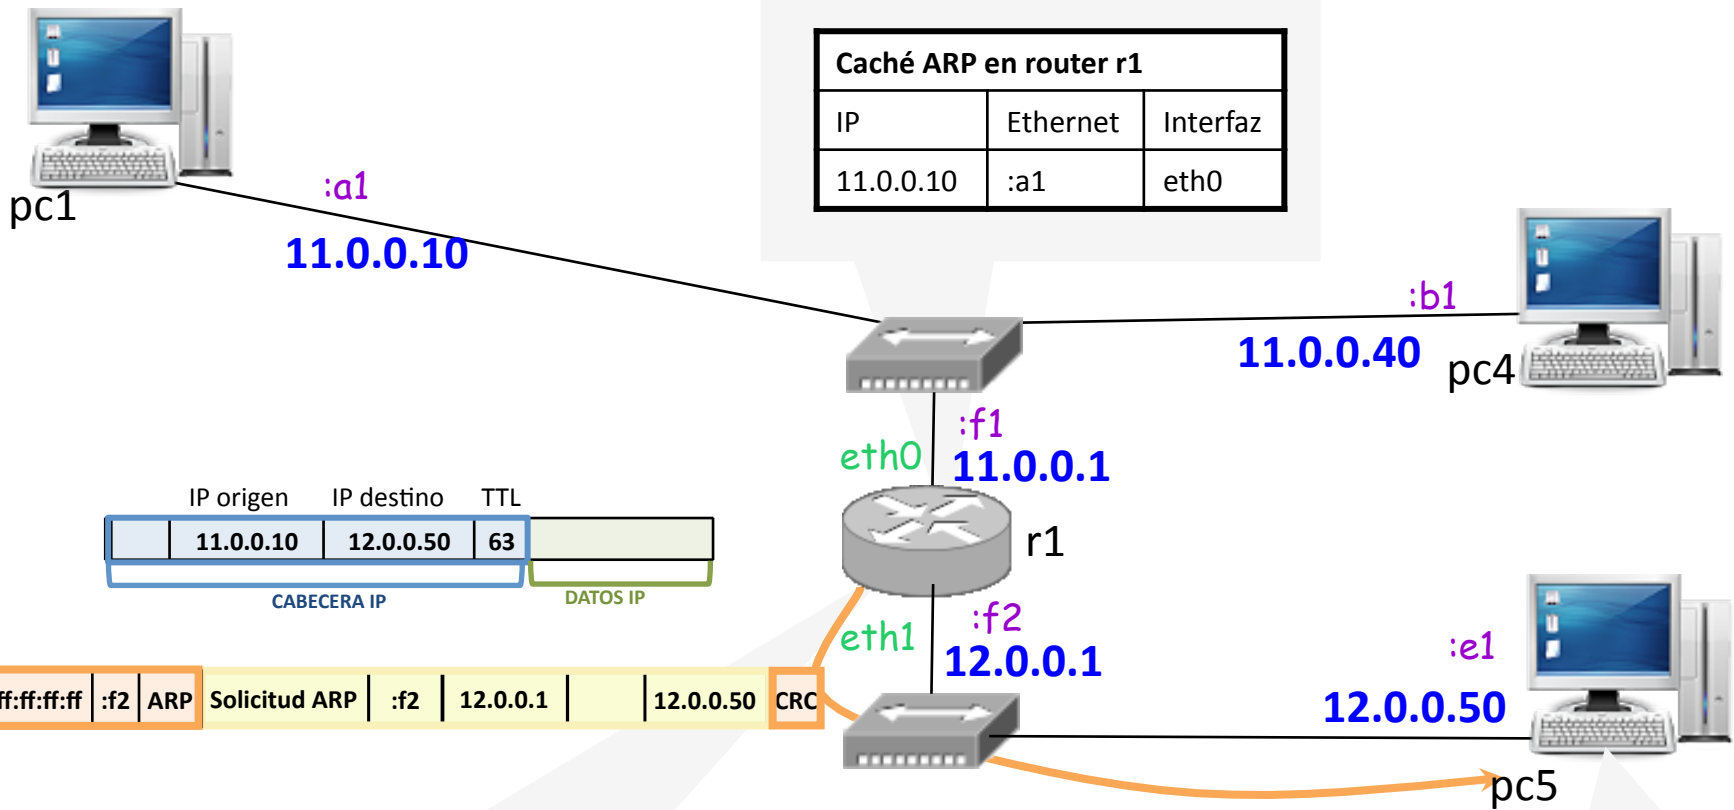 Caché ARP en router r1
IP Ethernet Interfaz
11.0.0.10 :a1 eth0
pc1
:a1
11.0.0.10
:b1
11.0.0.40
pc4
:f1
eth0
11.0.0.1
r1
IP origen IP destino TTL
11.0.0.10 12.0.0.50 63
CABECERA IP DATOS IP
eth1
:f2
12.0.0.1
:e1
12.0.0.50
ff:ff:ff:ff :f2 ARP Solicitud ARP :f2 12.0.0.1 12.0.0.50 CRC
pc5